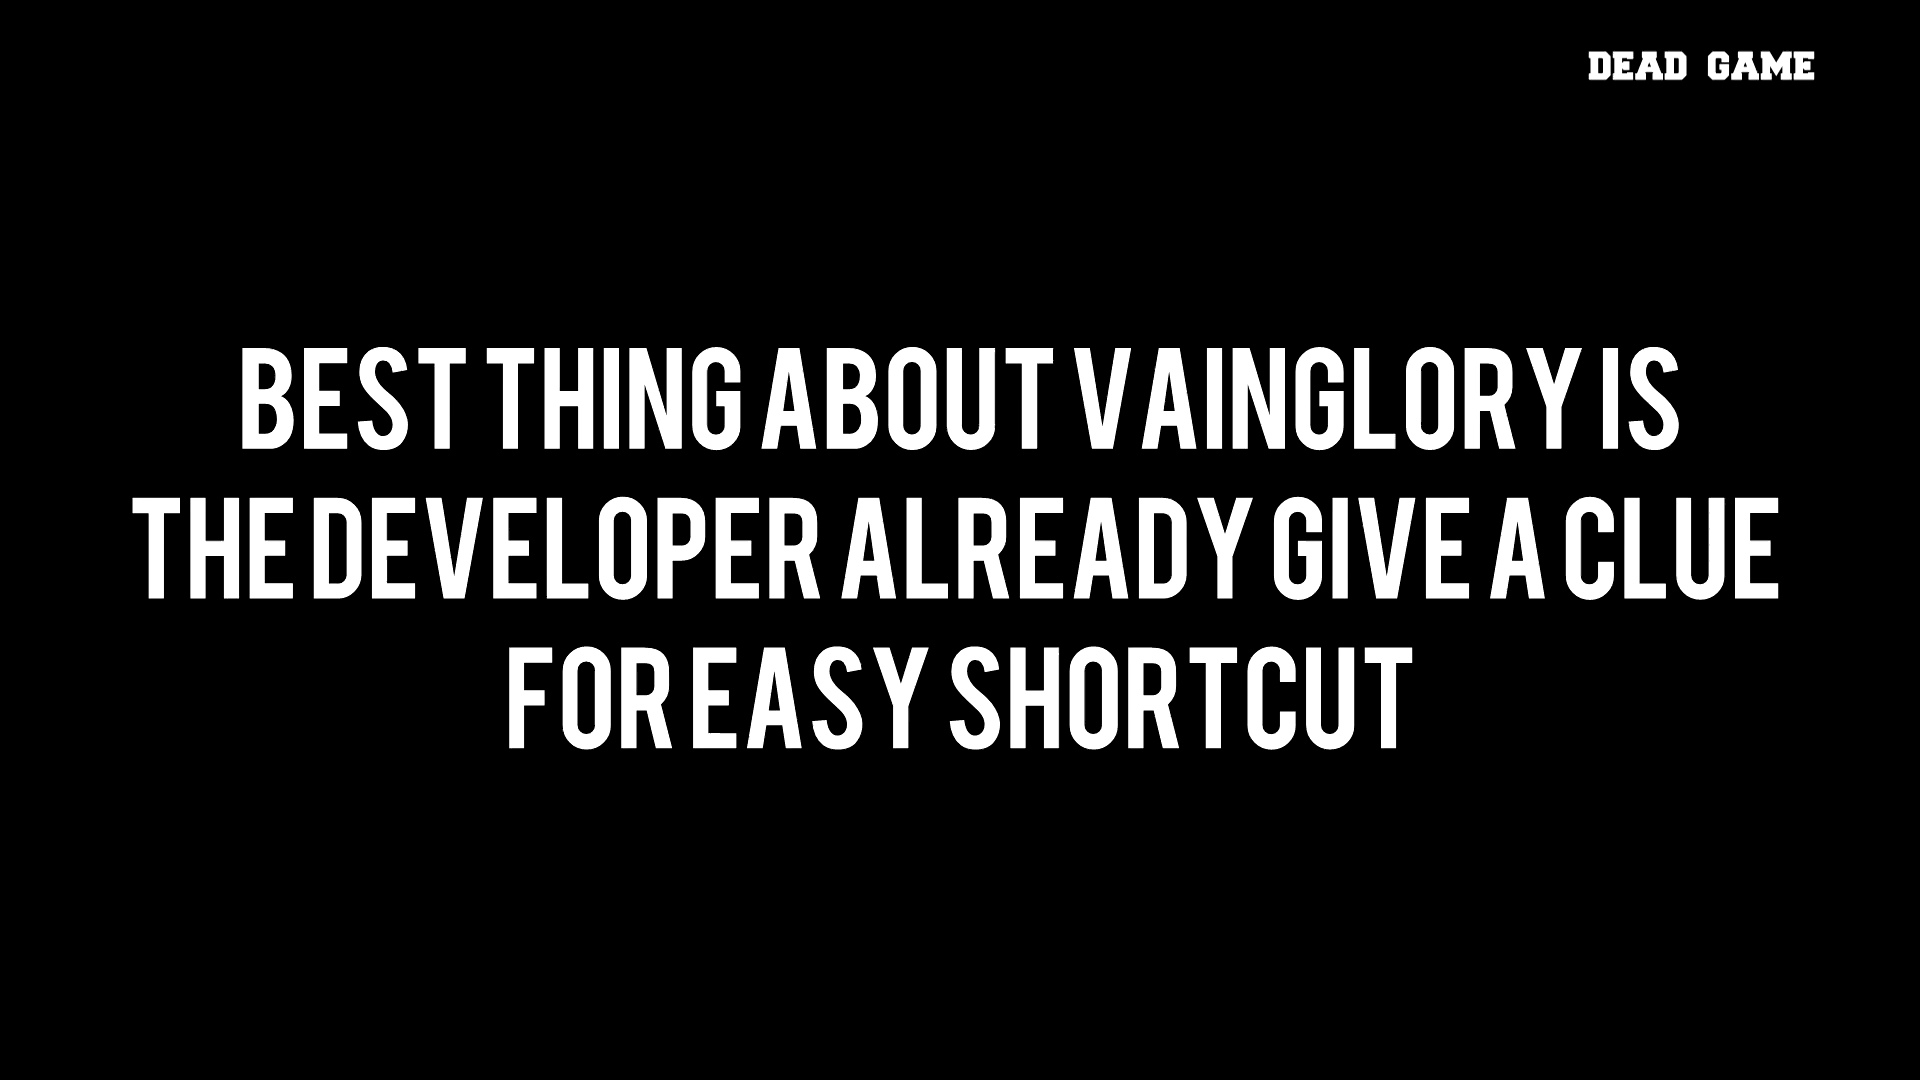 DEAD GAME
BEST THING ABOUT VAINGLORY IS
THE DEVELOPER ALREADY GIVE A CLUE
FOR EASY SHORTCUT